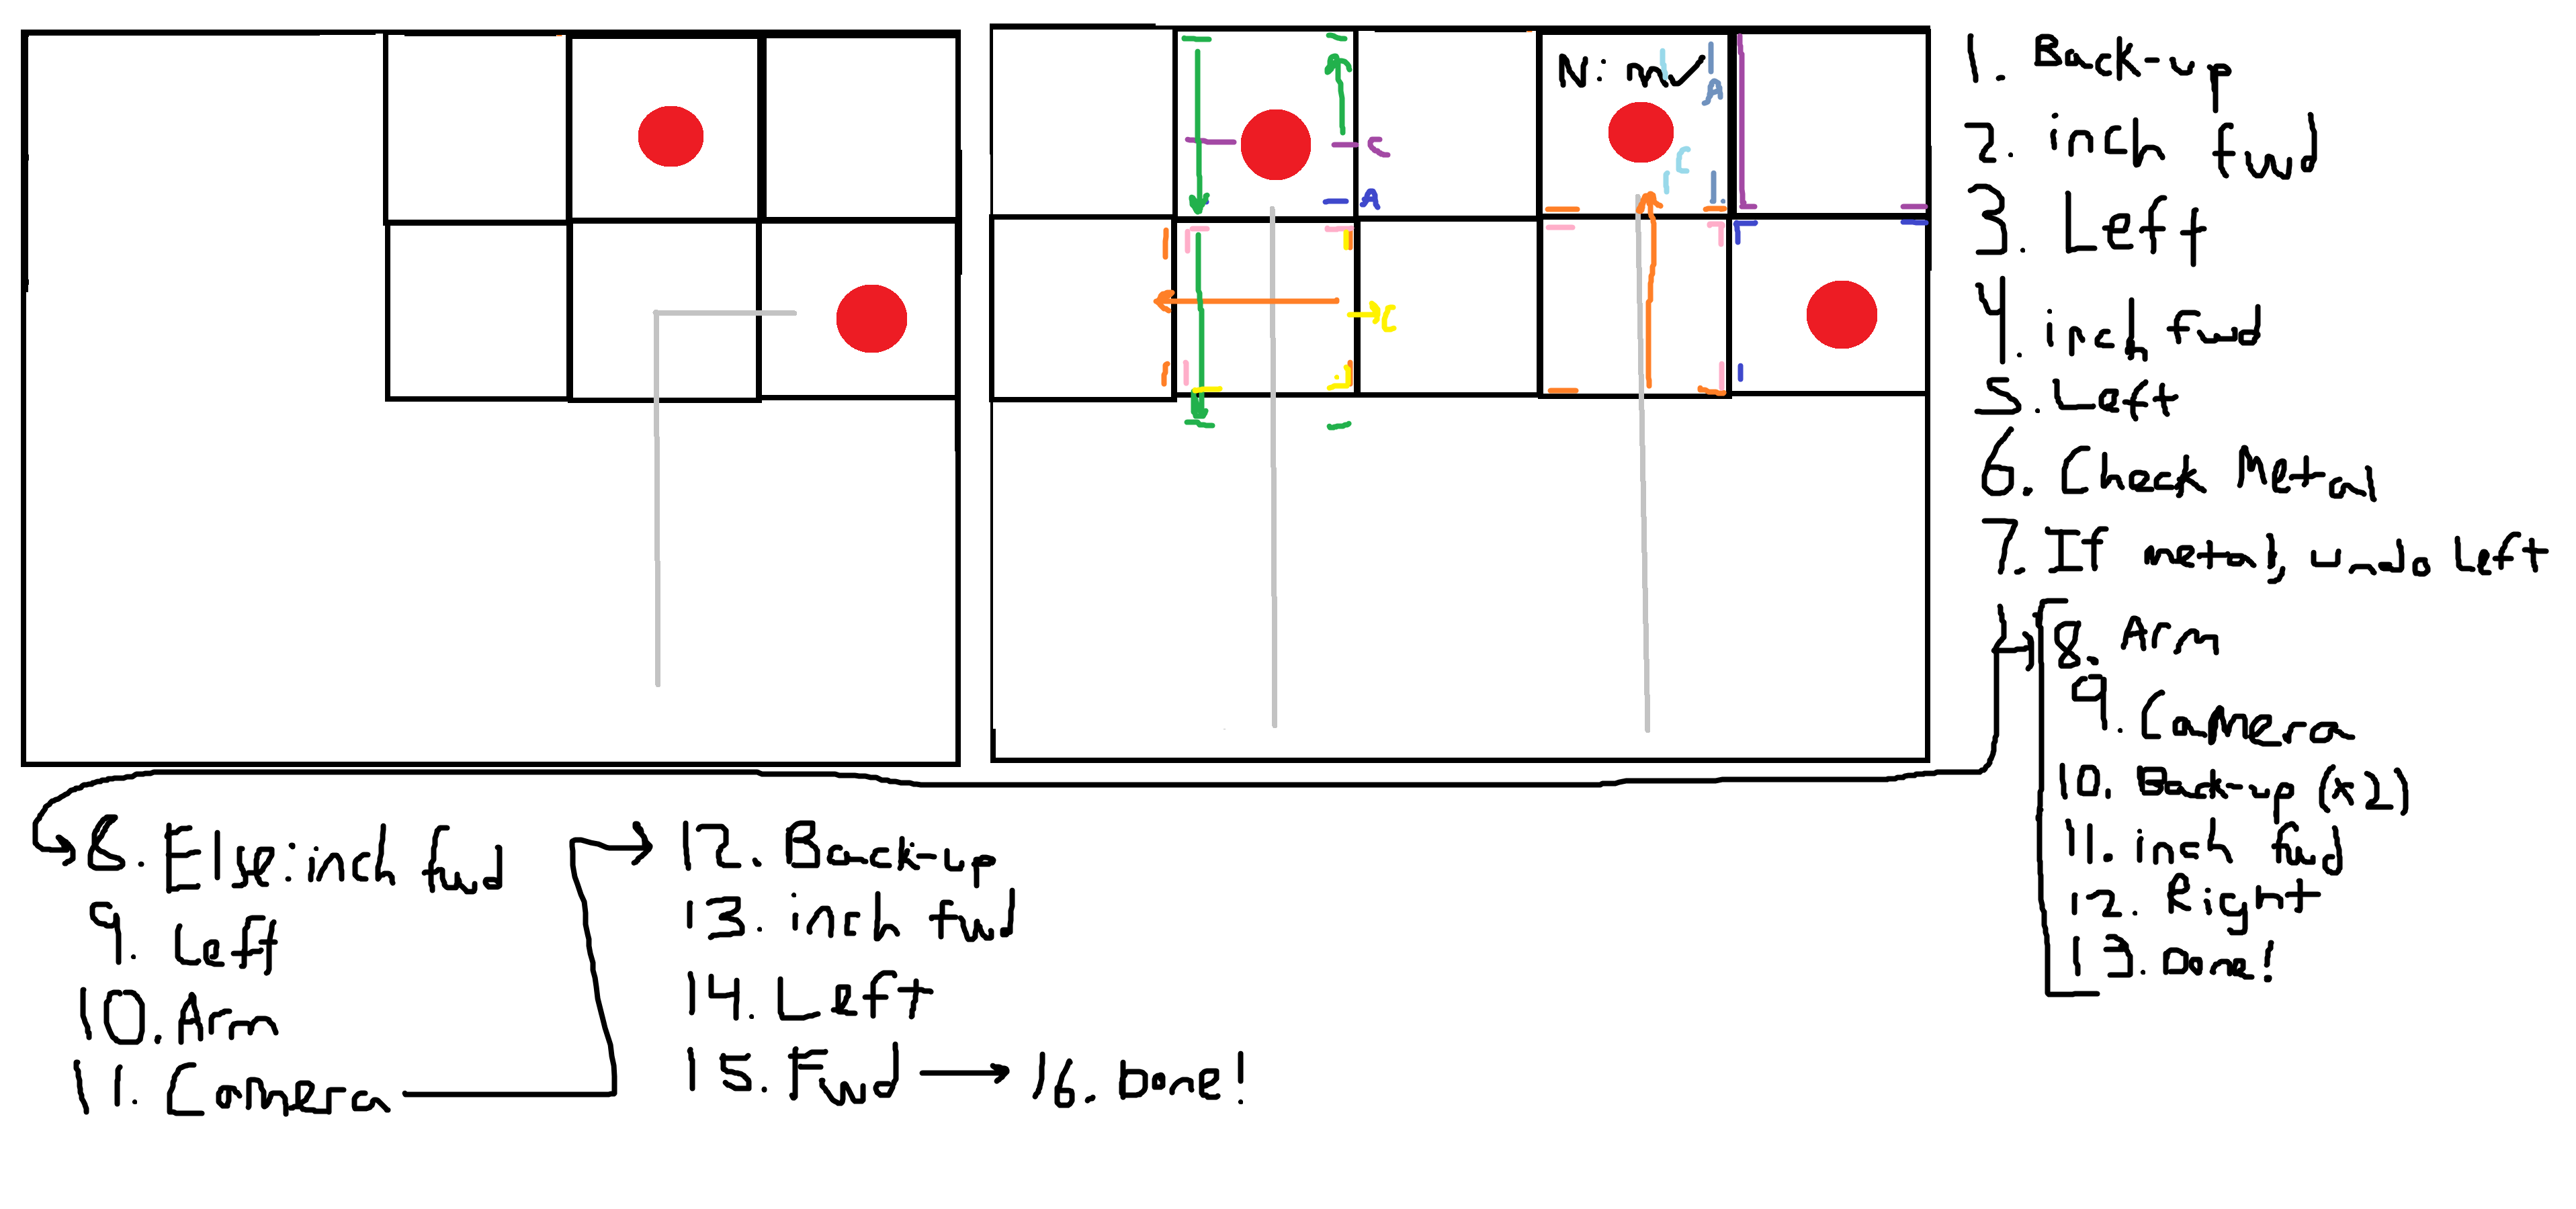 N: m✓
A
C
C
A
C
1. Back-up
2. inch fwd
3. Left
4. inch fwd
5. Left
6. Check Metal
7. If metal, undo Left
8. Arm
9. Camera
10. Back-up (x2)
11. inch fwd
12. Right
13. Done!
8. Else: inch fwd
9. Left
10. Arm
11. Camera
12. Back-up
13. inch fwd
14. Left
15. Fwd → 16. Done!